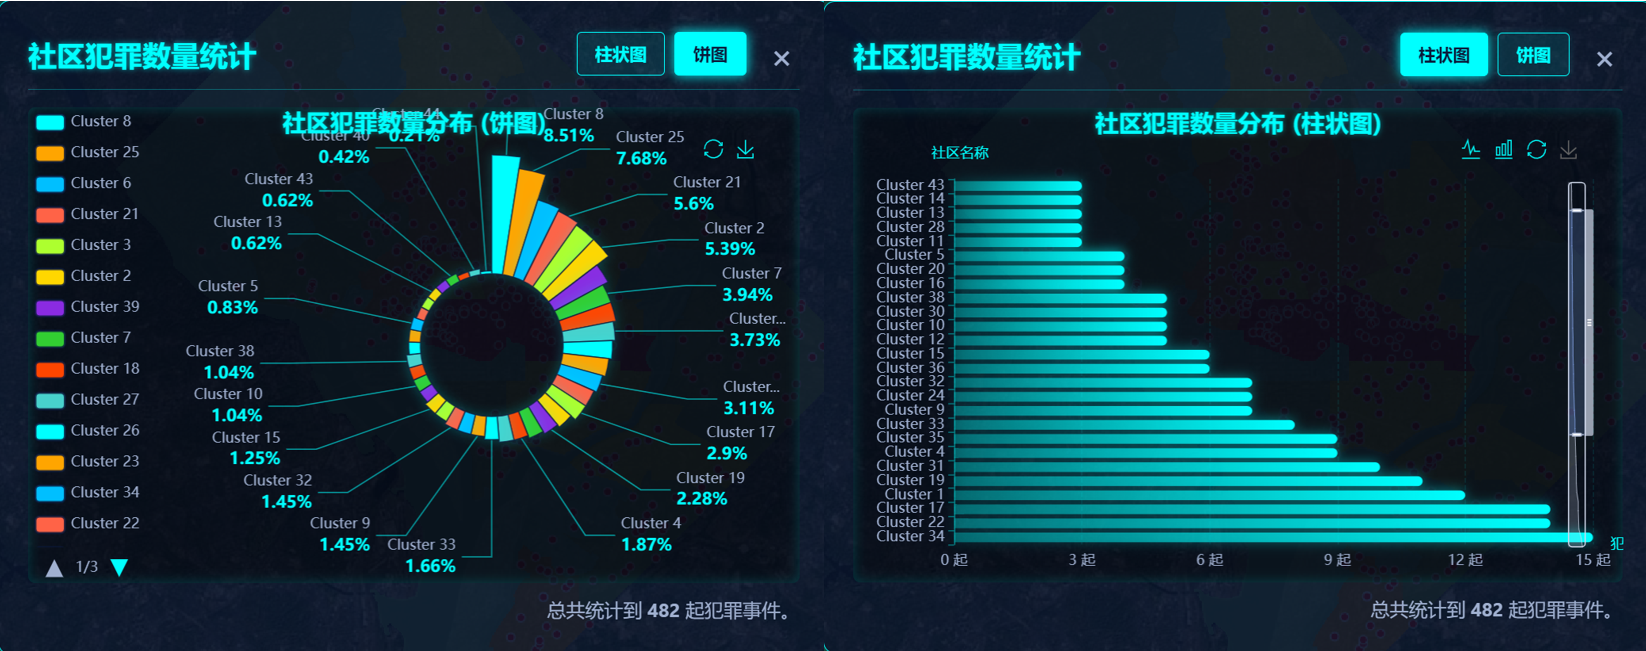 社区犯罪数量统计
柱状图
饼图
×
社区犯罪数量分布 (饼图)
Cluster 8
Cluster 25
Cluster 6
Cluster 21
Cluster 3
Cluster 2
Cluster 39
Cluster 7
Cluster 18
Cluster 27
Cluster 26
Cluster 23
Cluster 34
Cluster 22
1/3
Cluster 8
8.51%
Cluster 25
7.68%
Cluster 21
5.6%
Cluster 2
5.39%
Cluster 7
3.94%
Cluster...
3.73%
Cluster...
3.11%
Cluster 17
2.9%
Cluster 19
2.28%
Cluster 4
1.87%
Cluster 33
1.66%
Cluster 9
1.45%
Cluster 32
1.45%
Cluster 15
1.25%
Cluster 10
1.04%
Cluster 38
1.04%
Cluster 5
0.83%
Cluster 13
0.62%
Cluster 43
0.62%
Cluster 40
0.42%
Cluster 44
0.21%
总共统计到 482 起犯罪事件。
社区犯罪数量统计
柱状图
饼图
×
社区犯罪数量分布 (柱状图)
社区名称
Cluster 43
Cluster 14
Cluster 13
Cluster 28
Cluster 11
Cluster 5
Cluster 20
Cluster 16
Cluster 38
Cluster 30
Cluster 10
Cluster 12
Cluster 15
Cluster 36
Cluster 32
Cluster 24
Cluster 9
Cluster 33
Cluster 35
Cluster 4
Cluster 31
Cluster 19
Cluster 1
Cluster 17
Cluster 22
Cluster 34
犯
0 起
3 起
6 起
9 起
12 起
15 起
总共统计到 482 起犯罪事件。